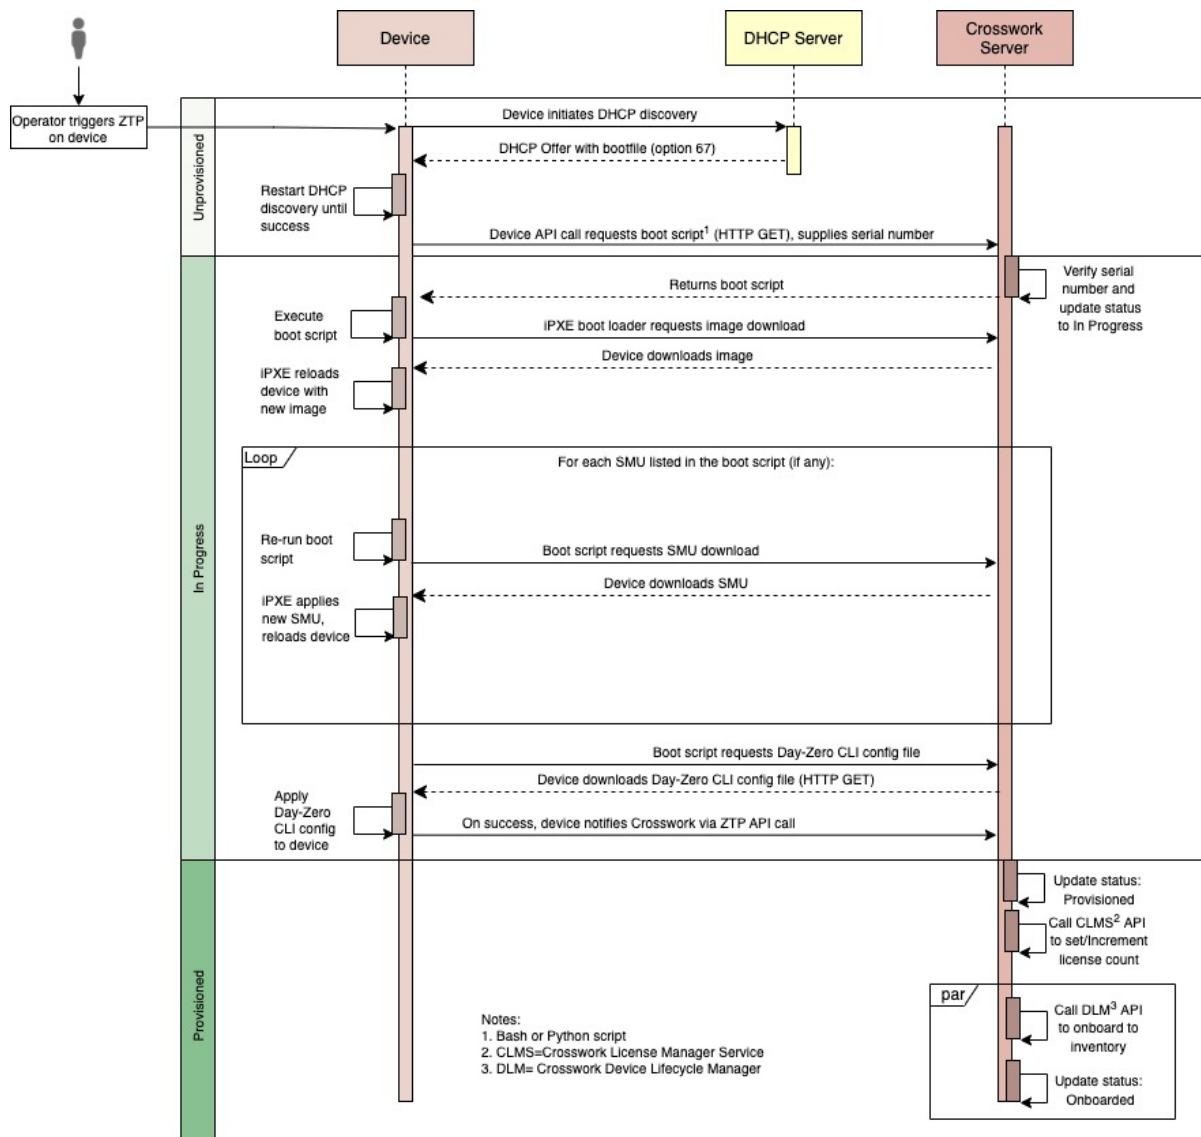 Device
DHCP Server
Crosswork
Server
Operator triggers ZTP
on device
Unprovisioned
Device initiates DHCP discovery
DHCP Offer with bootfile (option 67)
Restart DHCP
discovery until
success
Device API call requests boot script1 (HTTP GET), supplies serial number
In Progress
Verify serial
number and
update status
to In Progress
Returns boot script
Execute
boot script
iPXE boot loader requests image download
Device downloads image
iPXE reloads
device with
new image
Loop
For each SMU listed in the boot script (if any):
Re-run boot
script
Boot script requests SMU download
Device downloads SMU
iPXE applies
new SMU,
reloads device
Boot script requests Day-Zero CLI config file
Device downloads Day-Zero CLI config file (HTTP GET)
Apply
Day-Zero
CLI config
to device
On success, device notifies Crosswork via ZTP API call
Provisioned
Update status:
Provisioned
Call CLMS2 API
to set/Increment
license count
par
Call DLM3 API
to onboard to
inventory
Update status:
Onboarded
Notes:
1. Bash or Python script
2. CLMS=Crosswork License Manager Service
3. DLM= Crosswork Device Lifecycle Manager